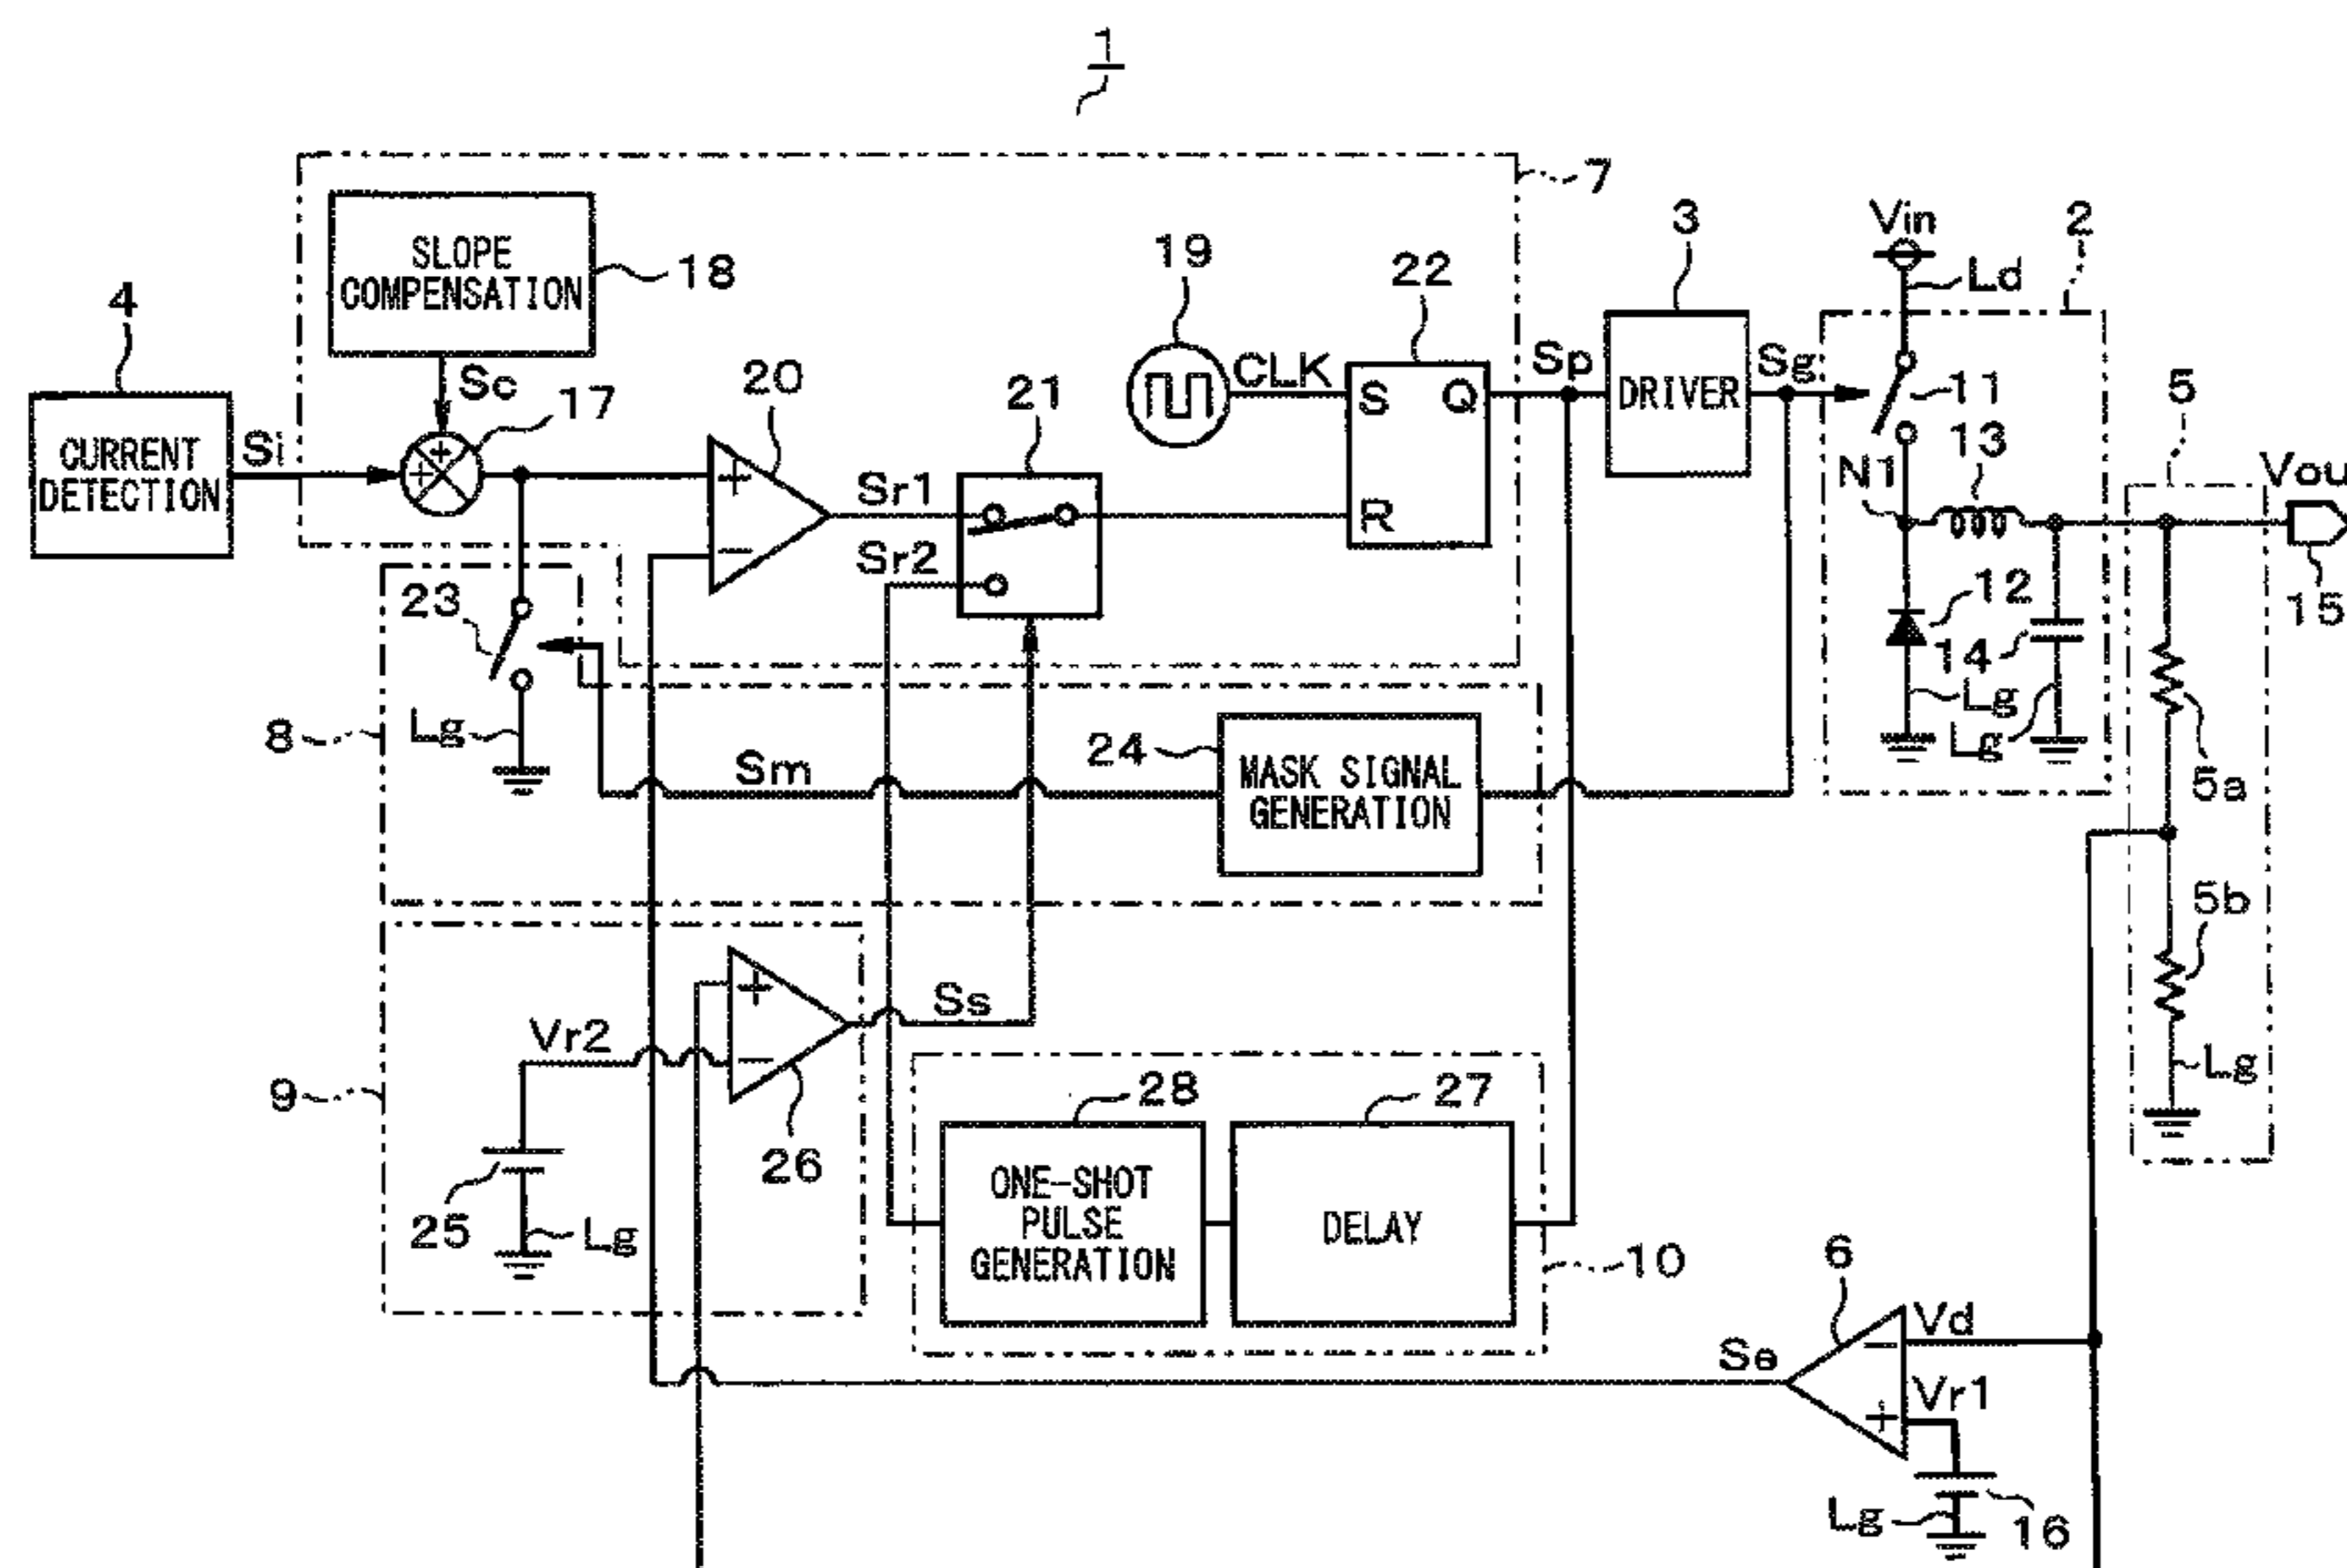 1
7
SLOPE
COMPENSATION
18
4
CURRENT
DETECTION
Si
Sc
17
20
Sr1
Sr2
21
19
CLK
22
S
Q
R
Sp
3
DRIVER
Sg
Vin
Ld
2
11
N1
13
12
14
Lg
Lg
5
Vou
15
5a
5b
Lg
23
8
Lg
Sm
24
MASK SIGNAL
GENERATION
9
Vr2
25
Lg
26
Ss
28
ONE-SHOT
PULSE
GENERATION
27
DELAY
10
6
Vd
Se
Vr1
Lg
16